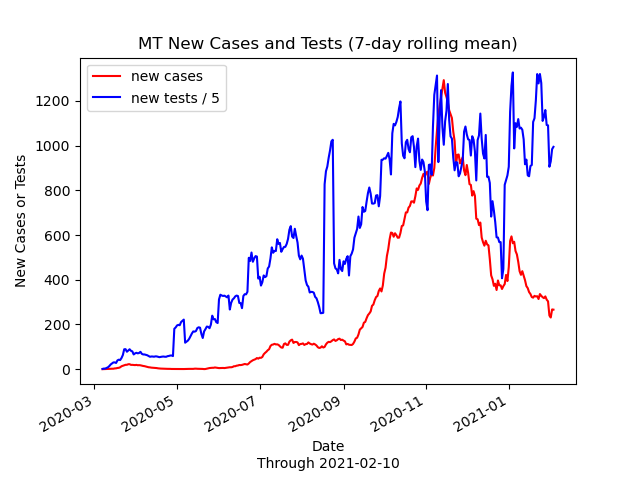 MT New Cases and Tests (7-day rolling mean)
new cases
new tests / 5
New Cases or Tests
1200
1000
800
600
400
200
0
2020-03
2020-05
2020-07
2020-09
2020-11
2021-01
Date
Through 2021-02-10